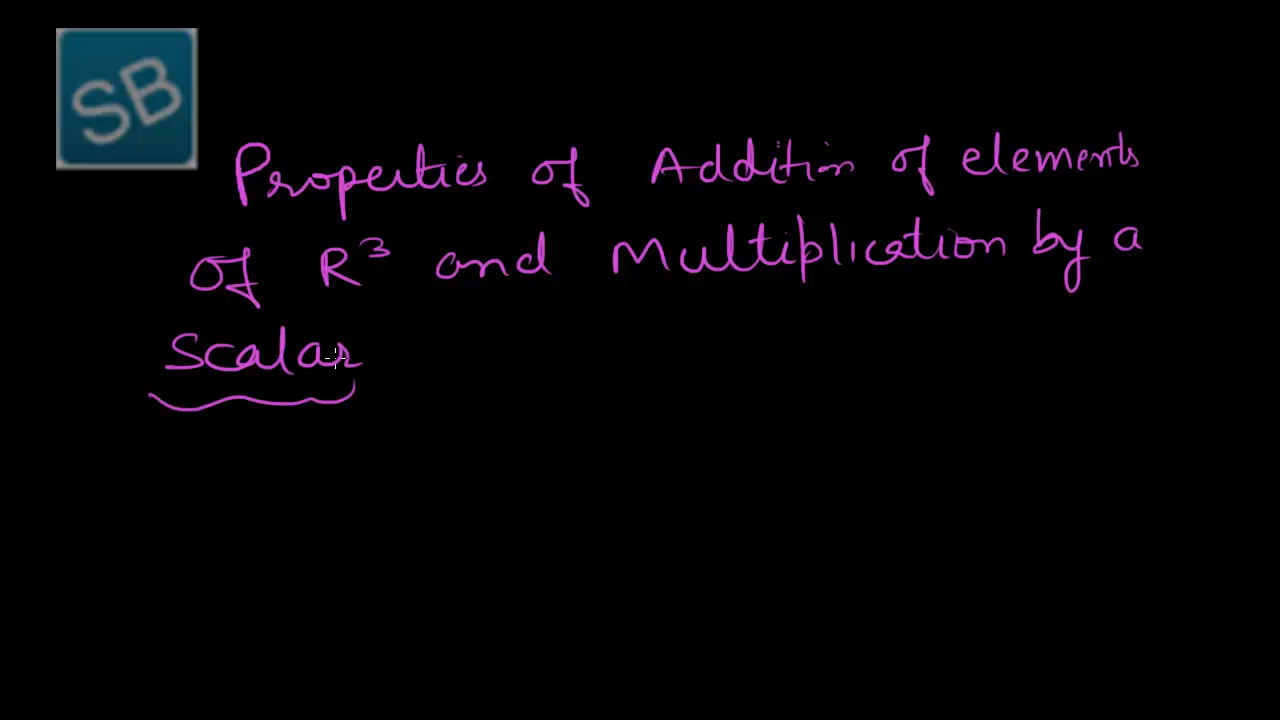 SB
Properties of Addition of elements
of R³ and Multiplication by a
Scalar